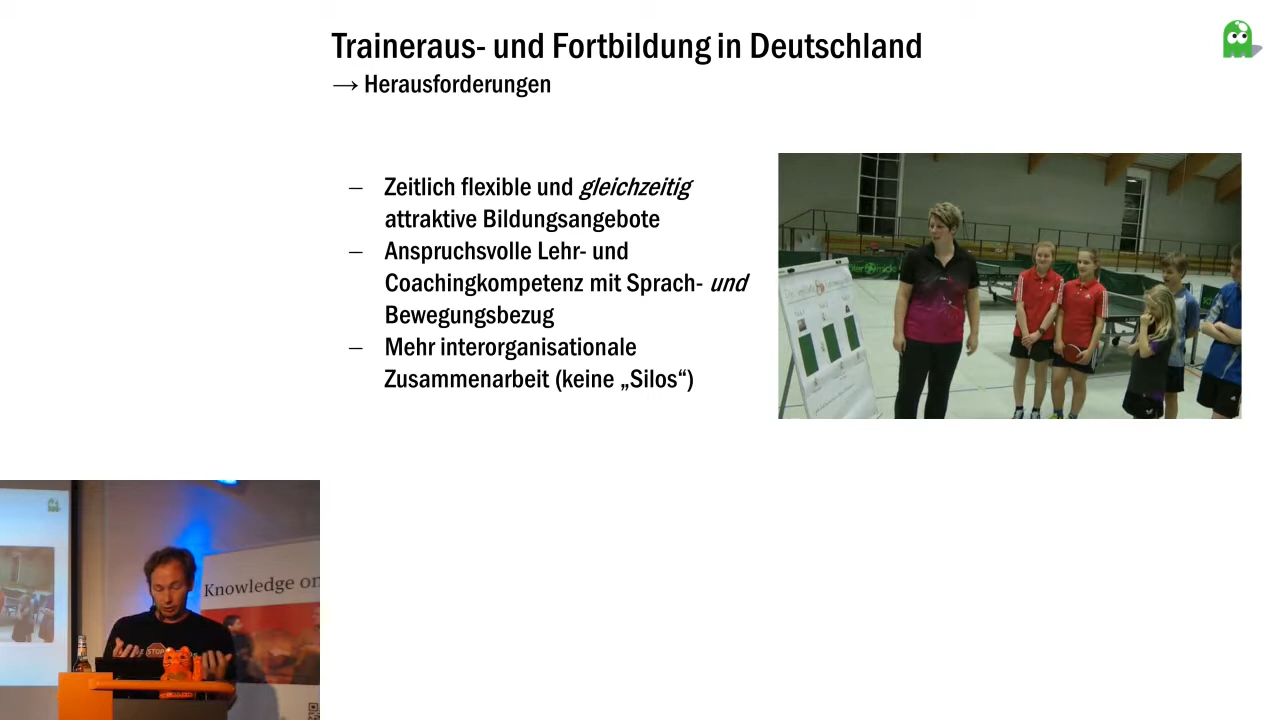 Traineraus- und Fortbildung in Deutschland
→ Herausforderungen
– Zeitlich flexible und gleichzeitig
attraktive Bildungsangebote
– Anspruchsvolle Lehr- und
Coachingkompetenz mit Sprach- und
Bewegungsbezug
– Mehr interorganisationale
Zusammenarbeit (keine „Silos“)
Knowledge on
STOP